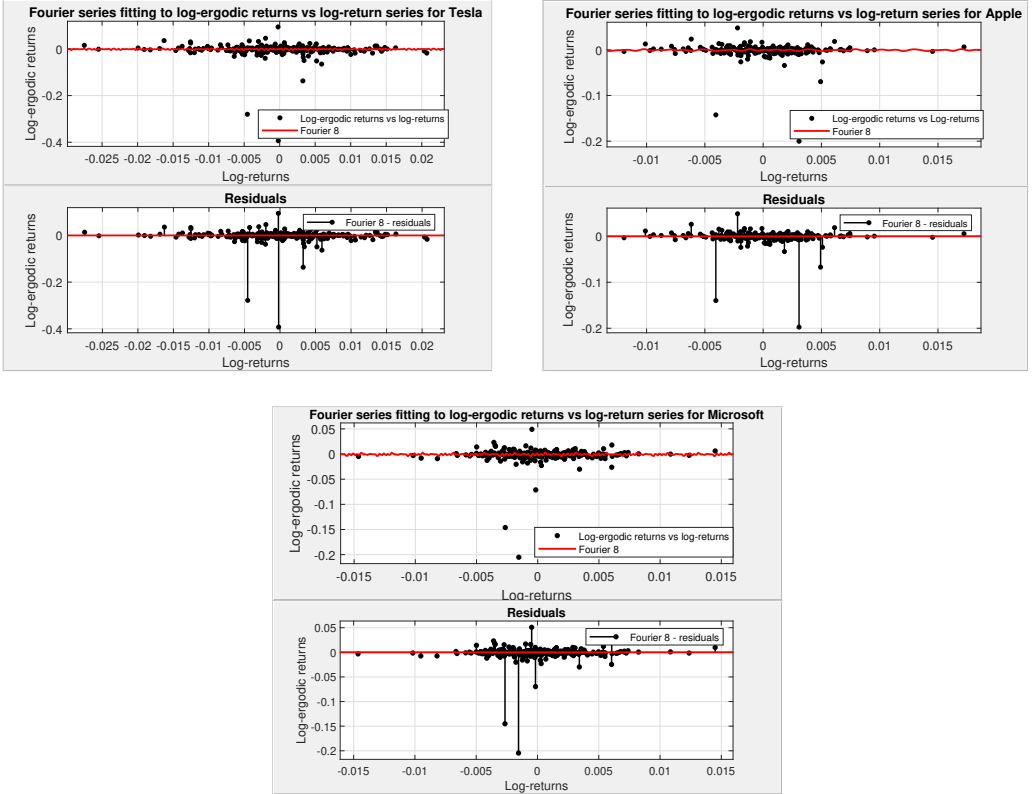 Fourier series fitting to log-ergodic returns vs log-return series for Tesla
0
-0.2
-0.4
Log-ergodic returns
Log-ergodic returns vs log-returns
Fourier 8
-0.025 -0.02 -0.015 -0.01 -0.005 0 0.005 0.01 0.015 0.02
Log-returns
Residuals
0
-0.2
-0.4
Log-ergodic returns
Fourier 8 - residuals
-0.025 -0.02 -0.015 -0.01 -0.005 0 0.005 0.01 0.015 0.02
Log-returns
Fourier series fitting to log-ergodic returns vs log-return series for Apple
0
-0.1
-0.2
Log-ergodic returns
Log-ergodic returns vs Log-returns
Fourier 8
-0.01 -0.005 0 0.005 0.01 0.015
Log-returns
Residuals
0
-0.1
-0.2
Log-ergodic returns
Fourier 8 - residuals
-0.01 -0.005 0 0.005 0.01 0.015
Log-returns
Fourier series fitting to log-ergodic returns vs log-return series for Microsoft
0.05
0
-0.05
-0.1
-0.15
-0.2
Log-ergodic returns
Log-ergodic returns vs log-returns
Fourier 8
-0.015 -0.01 -0.005 0 0.005 0.01 0.015
Log-returns
Residuals
0.05
0
-0.05
-0.1
-0.15
-0.2
Log-ergodic returns
Fourier 8 - residuals
-0.015 -0.01 -0.005 0 0.005 0.01 0.015
Log-returns